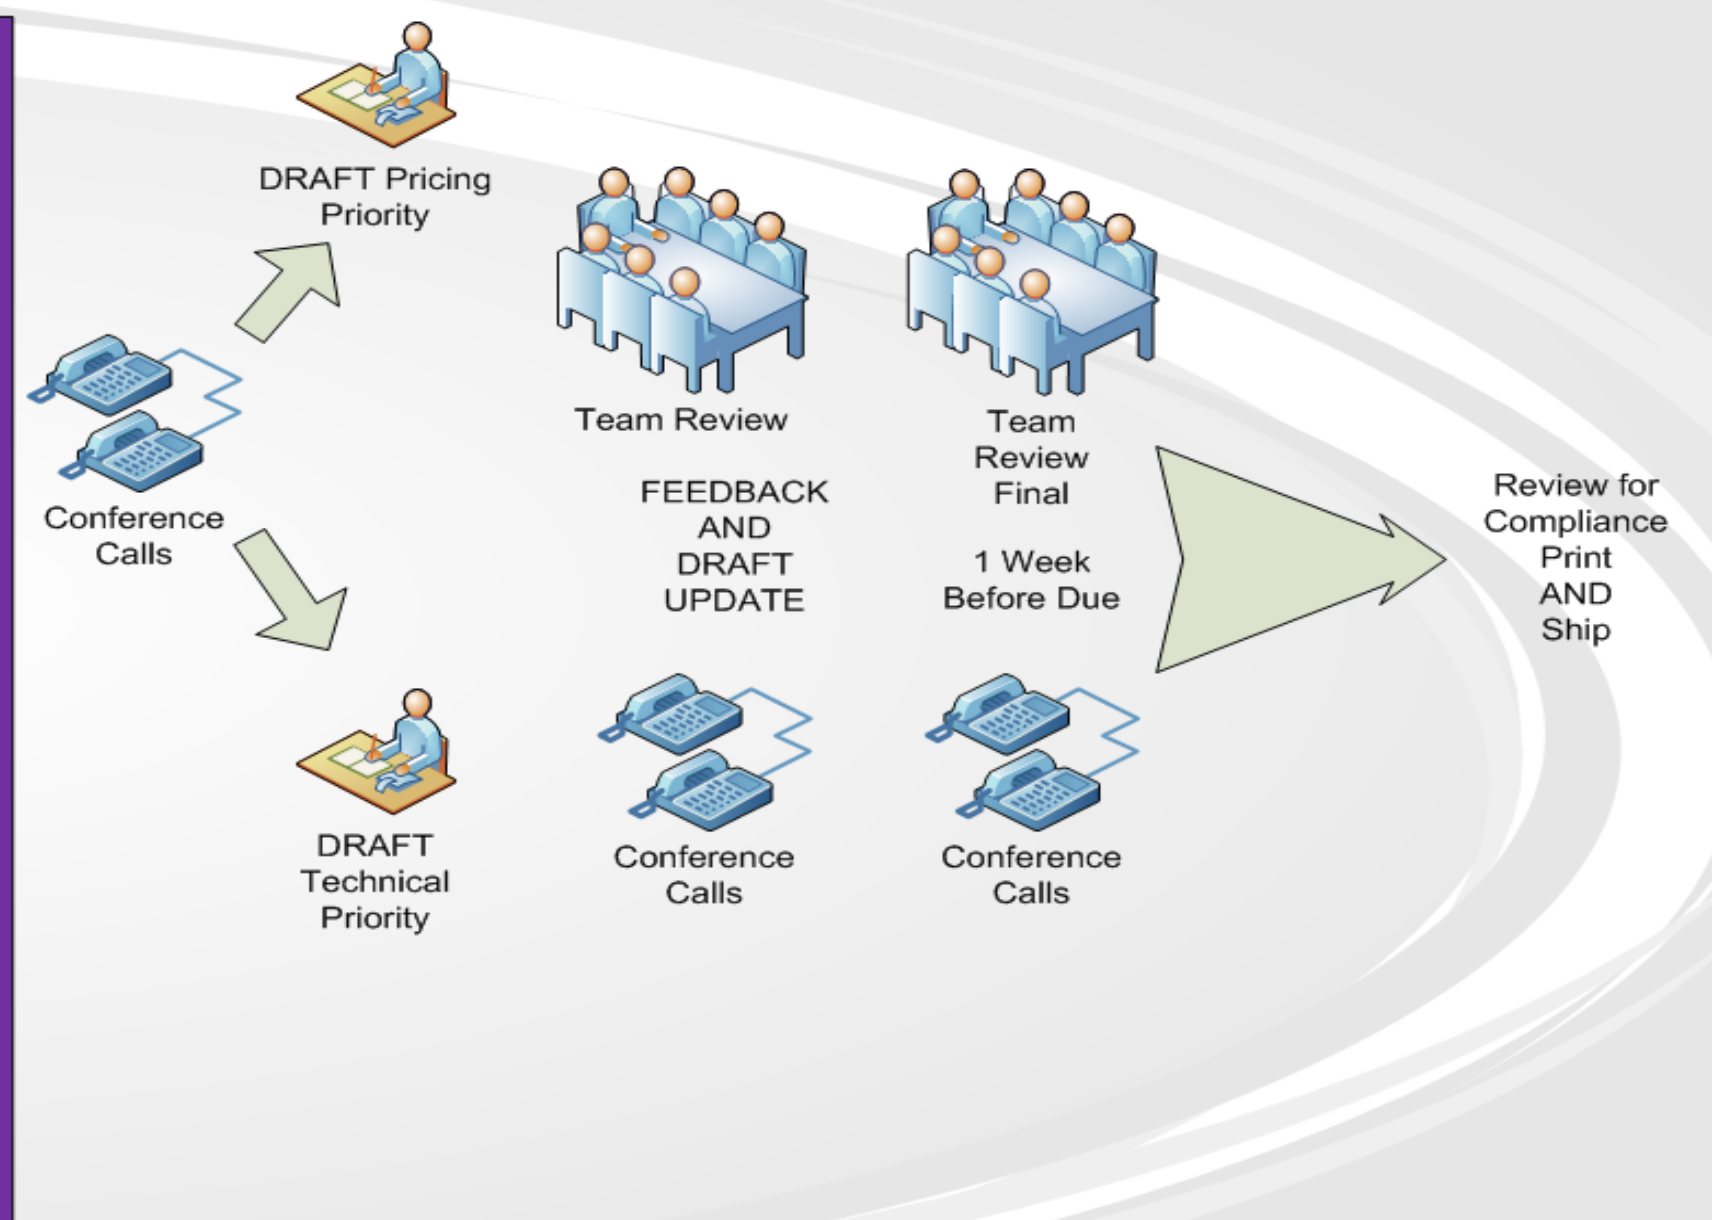 DRAFT Pricing
Priority
Conference
Calls
DRAFT
Technical
Priority
Team Review
FEEDBACK
AND
DRAFT
UPDATE
Conference
Calls
Team
Review
Final
1 Week
Before Due
Conference
Calls
Review for
Compliance
Print
AND
Ship